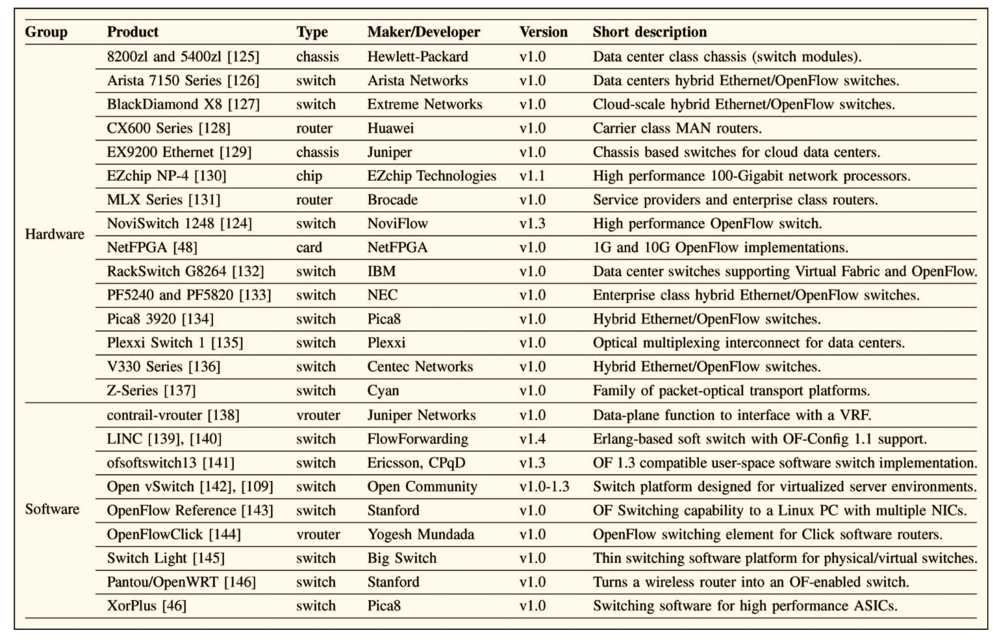 Group Product Type Maker/Developer Version Short description
8200zl and 5400zl [125] chassis Hewlett-Packard v1.0 Data center class chassis (switch modules).
Arista 7150 Series [126] switch Arista Networks v1.0 Data centers hybrid Ethernet/OpenFlow switches.
BlackDiamond X8 [127] switch Extreme Networks v1.0 Cloud-scale hybrid Ethernet/OpenFlow switches.
CX600 Series [128] router Huawei v1.0 Carrier class MAN routers.
EX9200 Ethernet [129] chassis Juniper v1.0 Chassis based switches for cloud data centers.
EZchip NP-4 [130] chip EZchip Technologies v1.1 High performance 100-Gigabit network processors.
MLX Series [131] router Brocade v1.0 Service providers and enterprise class routers.
NoviSwitch 1248 [124] switch NoviFlow v1.3 High performance OpenFlow switch.
Hardware
NetFPGA [48] card NetFPGA v1.0 1G and 10G OpenFlow implementations.
RackSwitch G8264 [132] switch IBM v1.0 Data center switches supporting Virtual Fabric and OpenFlow.
PF5240 and PF5820 [133] switch NEC v1.0 Enterprise class hybrid Ethernet/OpenFlow switches.
Pica8 3920 [134] switch Pica8 v1.0 Hybrid Ethernet/OpenFlow switches.
Plexxi Switch 1 [135] switch Plexxi v1.0 Optical multiplexing interconnect for data centers.
V330 Series [136] switch Centec Networks v1.0 Hybrid Ethernet/OpenFlow switches.
Z-Series [137] switch Cyan v1.0 Family of packet-optical transport platforms.
contrail-vrouter [138] vrouter Juniper Networks v1.0 Data-plane function to interface with a VRF.
LINC [139], [140] switch FlowForwarding v1.4 Erlang-based soft switch with OF-Config 1.1 support.
ofsoftswitch13 [141] switch Ericsson, CPqD v1.3 OF 1.3 compatible user-space software switch implementation.
Open vSwitch [142], [109] switch Open Community v1.0-1.3 Switch platform designed for virtualized server environments.
Software OpenFlow Reference [143] switch Stanford v1.0 OF Switching capability to a Linux PC with multiple NICs.
OpenFlowClick [144] vrouter Yogesh Mundada v1.0 OpenFlow switching element for Click software routers.
Switch Light [145] switch Big Switch v1.0 Thin switching software platform for physical/virtual switches.
Pantou/OpenWRT [146] switch Stanford v1.0 Turns a wireless router into an OF-enabled switch.
XorPlus [46] switch Pica8 v1.0 Switching software for high performance ASICs.